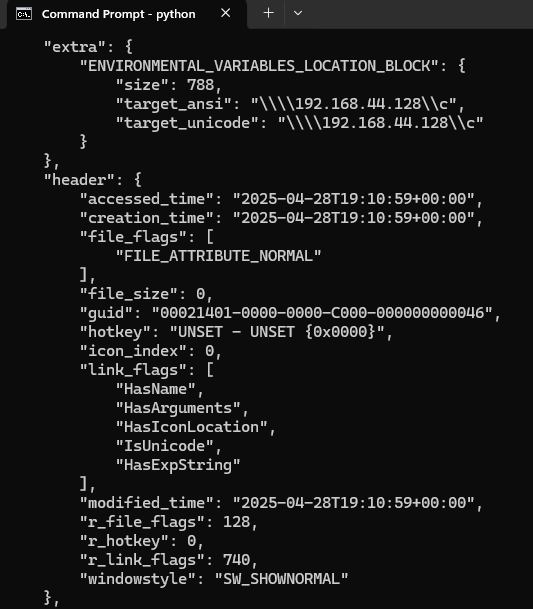 Command Prompt - python
"extra": {
"ENVIRONMENTAL_VARIABLES_LOCATION_BLOCK": {
"size": 788,
"target_ansi": "\\\\192.168.44.128\\c",
"target_unicode": "\\\\192.168.44.128\\c"
}
},
"header": {
"accessed_time": "2025-04-28T19:10:59+00:00",
"creation_time": "2025-04-28T19:10:59+00:00",
"file_flags": [
"FILE_ATTRIBUTE_NORMAL"
],
"file_size": 0,
"guid": "00021401-0000-0000-C000-000000000046",
"hotkey": "UNSET - UNSET {0x0000}",
"icon_index": 0,
"link_flags": [
"HasName",
"HasArguments",
"HasIconLocation",
"IsUnicode",
"HasExpString"
],
"modified_time": "2025-04-28T19:10:59+00:00",
"r_file_flags": 128,
"r_hotkey": 0,
"r_link_flags": 740,
"windowstyle": "SW_SHOWNORMAL"
},